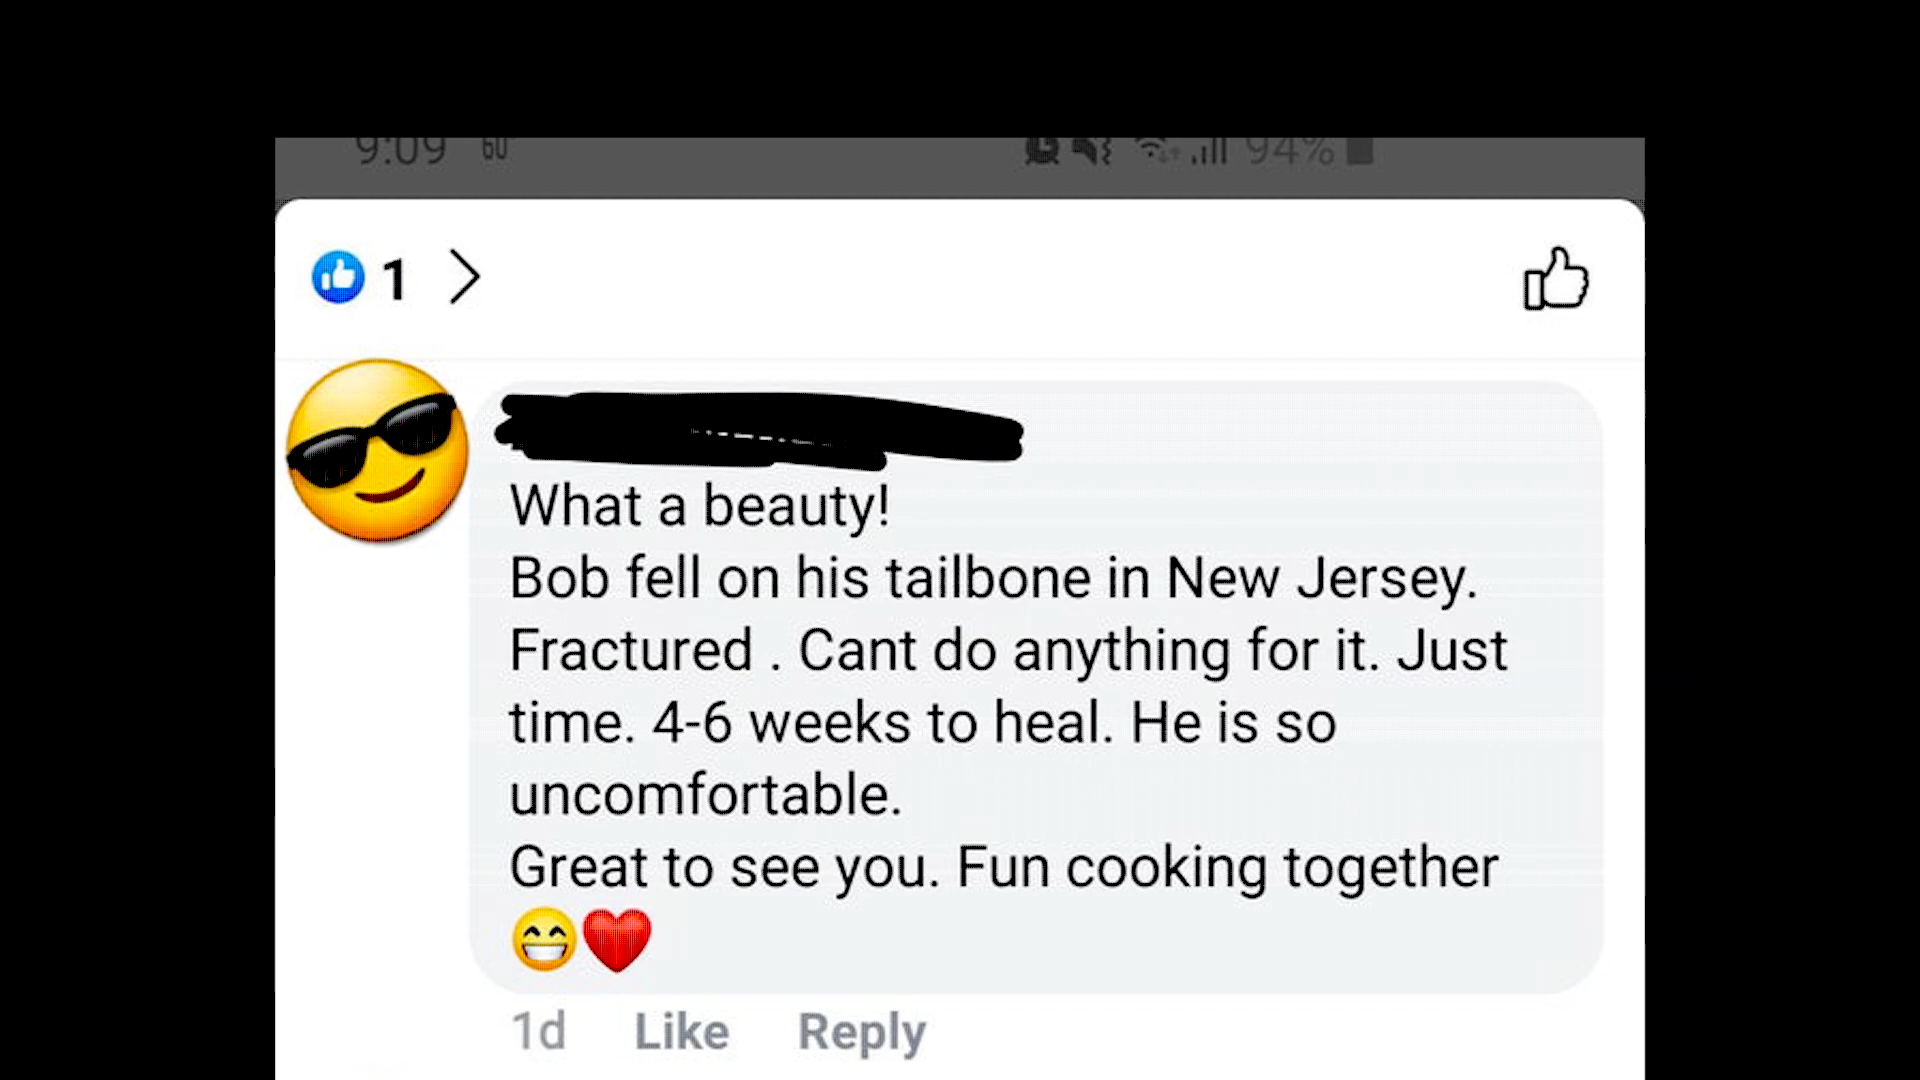 9:09 60 94%
1
What a beauty!
Bob fell on his tailbone in New Jersey.
Fractured . Cant do anything for it. Just
time. 4-6 weeks to heal. He is so
uncomfortable.
Great to see you. Fun cooking together
😁❤️
1d Like Reply